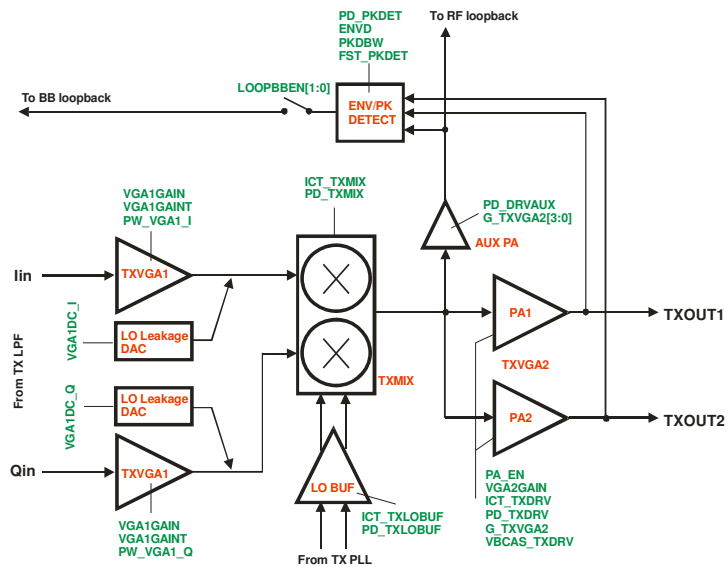 PD_PKDET
ENVD
PKDBW
FST_PKDET
To RF loopback
LOOPBBEN[1:0]
To BB loopback
ENV/PK
DETECT
ICT_TXMIX
PD_TXMIX
VGA1GAIN
VGA1GAINT
PW_VGA1_I
PD_DRVAUX
G_TXVGA2[3:0]
AUX PA
Iin
TXVGA1
PA1
TXOUT1
VGA1DC_I
LO Leakage
DAC
From TX LPF
TXVGA2
TXMIX
VGA1DC_Q
LO Leakage
DAC
PA2
TXOUT2
Qin
TXVGA1
LO BUF
PA_EN
VGA2GAIN
ICT_TXDRV
PD_TXDRV
G_TXVGA2
VBCAS_TXDRV
ICT_TXLOBUF
PD_TXLOBUF
VGA1GAIN
VGA1GAINT
PW_VGA1_Q
From TX PLL